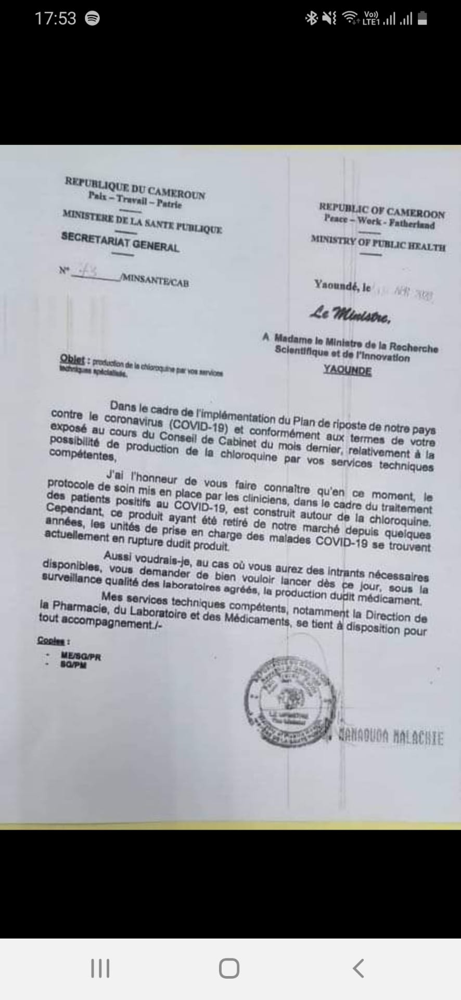 17:53
Vo))
LTE1
REPUBLIQUE DU CAMEROUN
Paix – Travail – Patrie
MINISTERE DE LA SANTE PUBLIQUE
SECRETARIAT GENERAL
N° 73 /MINSANTE/CAB
REPUBLIC OF CAMEROON
Peace – Work - Fatherland
MINISTRY OF PUBLIC HEALTH
Yaoundé, le APR 2020
Le Ministre,
A Madame le Ministre de la Recherche
Scientifique et de l'Innovation
YAOUNDE
Objet : production de la chloroquine par vos services
techniques spécialisés.
Dans le cadre de l'implémentation du Plan de riposte de notre pays
contre le coronavirus (COVID-19) et conformément aux termes de votre
exposé au cours du Conseil de Cabinet du mois dernier, relativement à la
possibilité de production de la chloroquine par vos services techniques
compétentes,
J'ai l'honneur de vous faire connaître qu'en ce moment, le
protocole de soin mis en place par les cliniciens, dans le cadre du traitement
des patients positifs au COVID-19, est construit autour de la chloroquine.
Cependant, ce produit ayant été retiré de notre marché depuis quelques
années, les unités de prise en charge des malades COVID-19 se trouvent
actuellement en rupture dudit produit.
Aussi voudrais-je, au cas où vous aurez des intrants nécessaires
disponibles, vous demander de bien vouloir lancer dès ce jour, sous la
surveillance qualité des laboratoires agréés, la production dudit médicament.
Mes services techniques compétents, notamment la Direction de
la Pharmacie, du Laboratoire et des Médicaments, se tient à disposition pour
tout accompagnement./-
Copies :
- ME/SG/PR
- SG/PM
MANAOUDA MALACHIE